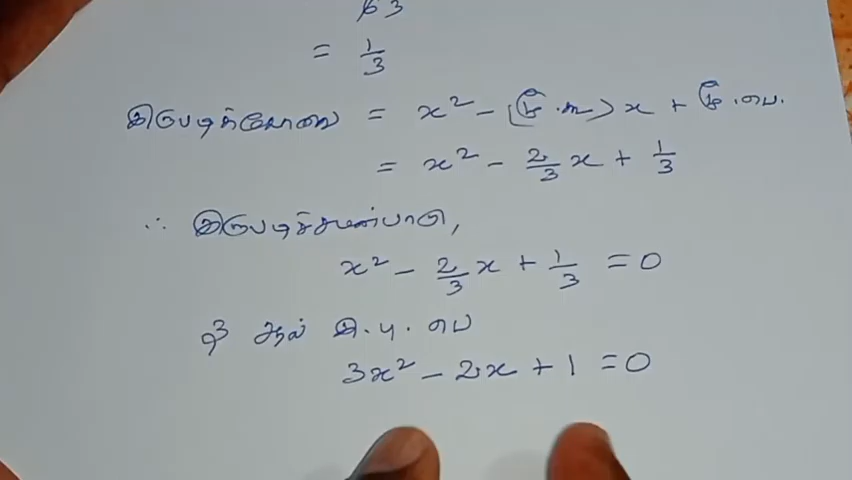 = 1/3
இருபடிக்கோவை = x² - (மூ.கூ) x + மூ.பெ.
= x² - 2/3 x + 1/3
∴ இருபடிச்சமன்பாடு,
x² - 2/3 x + 1/3 = 0
3 ஆல் இ.பு.பெ
3x² - 2x + 1 = 0